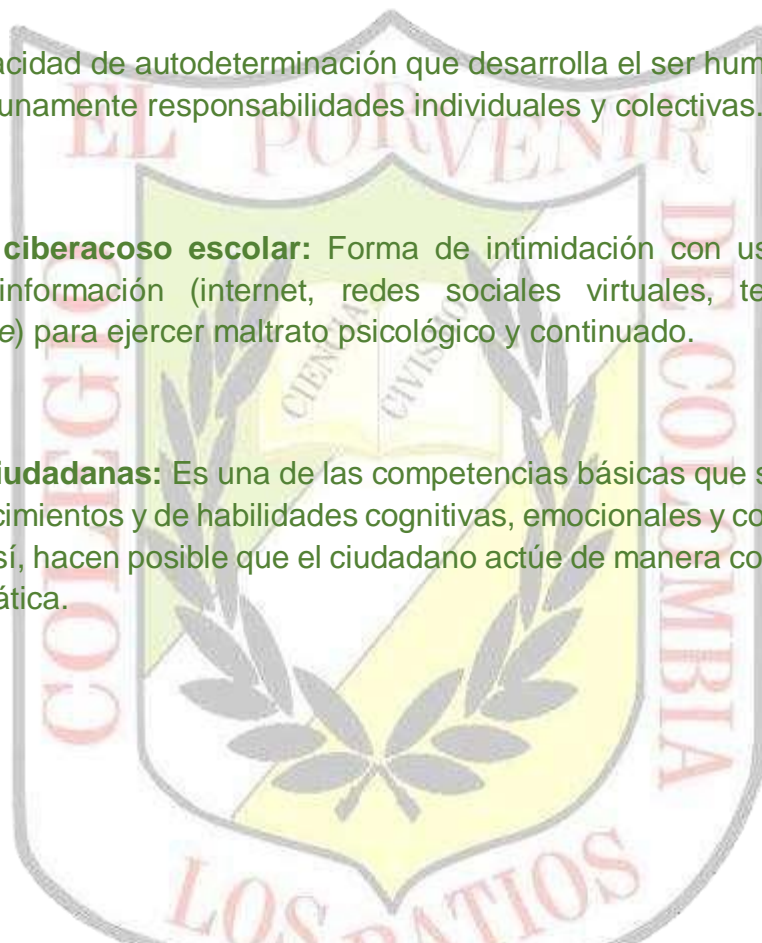 acidad de autodeterminación que desarrolla el ser hum
unamente responsabilidades individuales y colectivas.
EL PORVENIR
ciberacoso escolar: Forma de intimidación con us
información (internet, redes sociales virtuales, te
e) para ejercer maltrato psicológico y continuado.
CIENCIA
CIVISMO
COLEGIO
DE COLOMBIA
iudadanas: Es una de las competencias básicas que s
cimientos y de habilidades cognitivas, emocionales y co
sí, hacen posible que el ciudadano actúe de manera co
ática.
LOS PATIOS